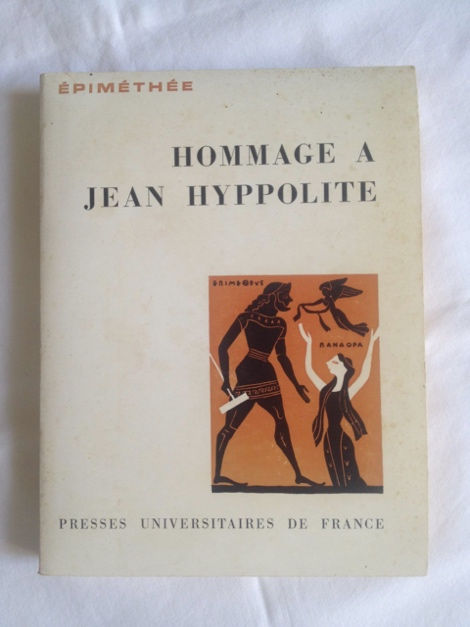 ÉPIMÉTHÉE
HOMMAGE A
JEAN HYPPOLITE
PRESSES UNIVERSITAIRES DE FRANCE